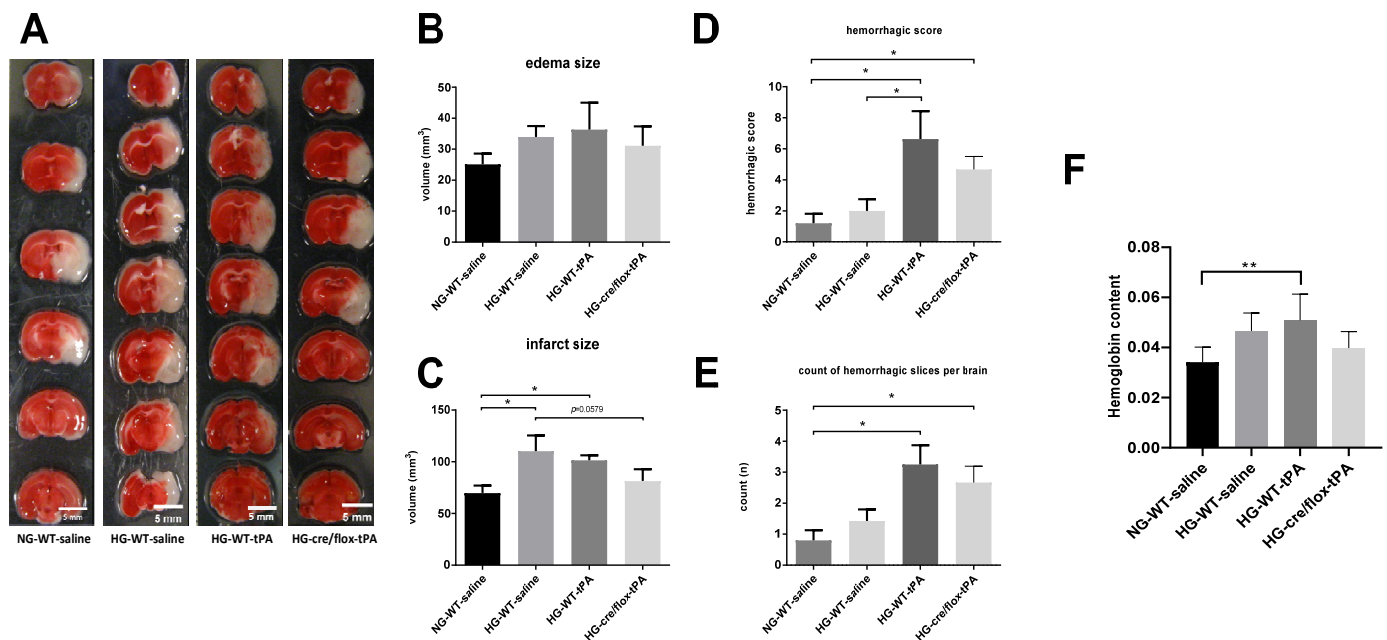 A
5 mm
5 mm
5 mm
5 mm
NG-WT-saline
HG-WT-saline
HG-WT-tPA
HG-cre/flox-tPA
B
edema size
volume (mm³)
50
40
30
20
10
0
NG-WT-saline
HG-WT-saline
HG-WT-tPA
HG-cre/flox-tPA
C
infarct size
*
*
p=0.0579
volume (mm³)
150
100
50
0
NG-WT-saline
HG-WT-saline
HG-WT-tPA
HG-cre/flox-tPA
D
hemorrhagic score
*
*
*
hemorrhagic score
10
8
6
4
2
0
NG-WT-saline
HG-WT-saline
HG-WT-tPA
HG-cre/flox-tPA
E
count of hemorrhagic slices per brain
*
*
count (n)
5
4
3
2
1
0
NG-WT-saline
HG-WT-saline
HG-WT-tPA
HG-cre/flox-tPA
F
**
Hemoglobin content
0.08
0.06
0.04
0.02
0.00
NG-WT-saline
HG-WT-saline
HG-WT-tPA
HG-cre/flox-tPA